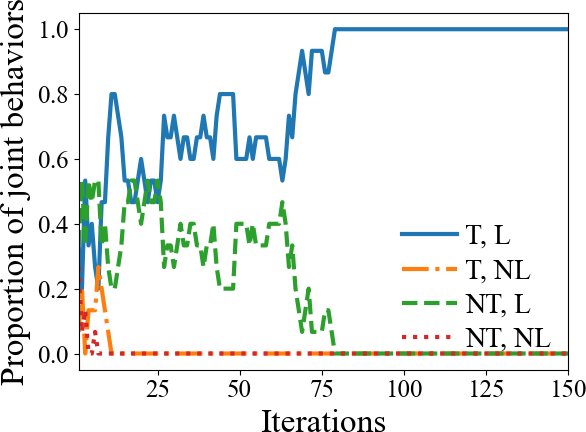 Proportion of joint behaviors
1.0
0.8
0.6
0.4
0.2
0.0
T, L
T, NL
NT, L
NT, NL
25 50 75 100 125 150
Iterations